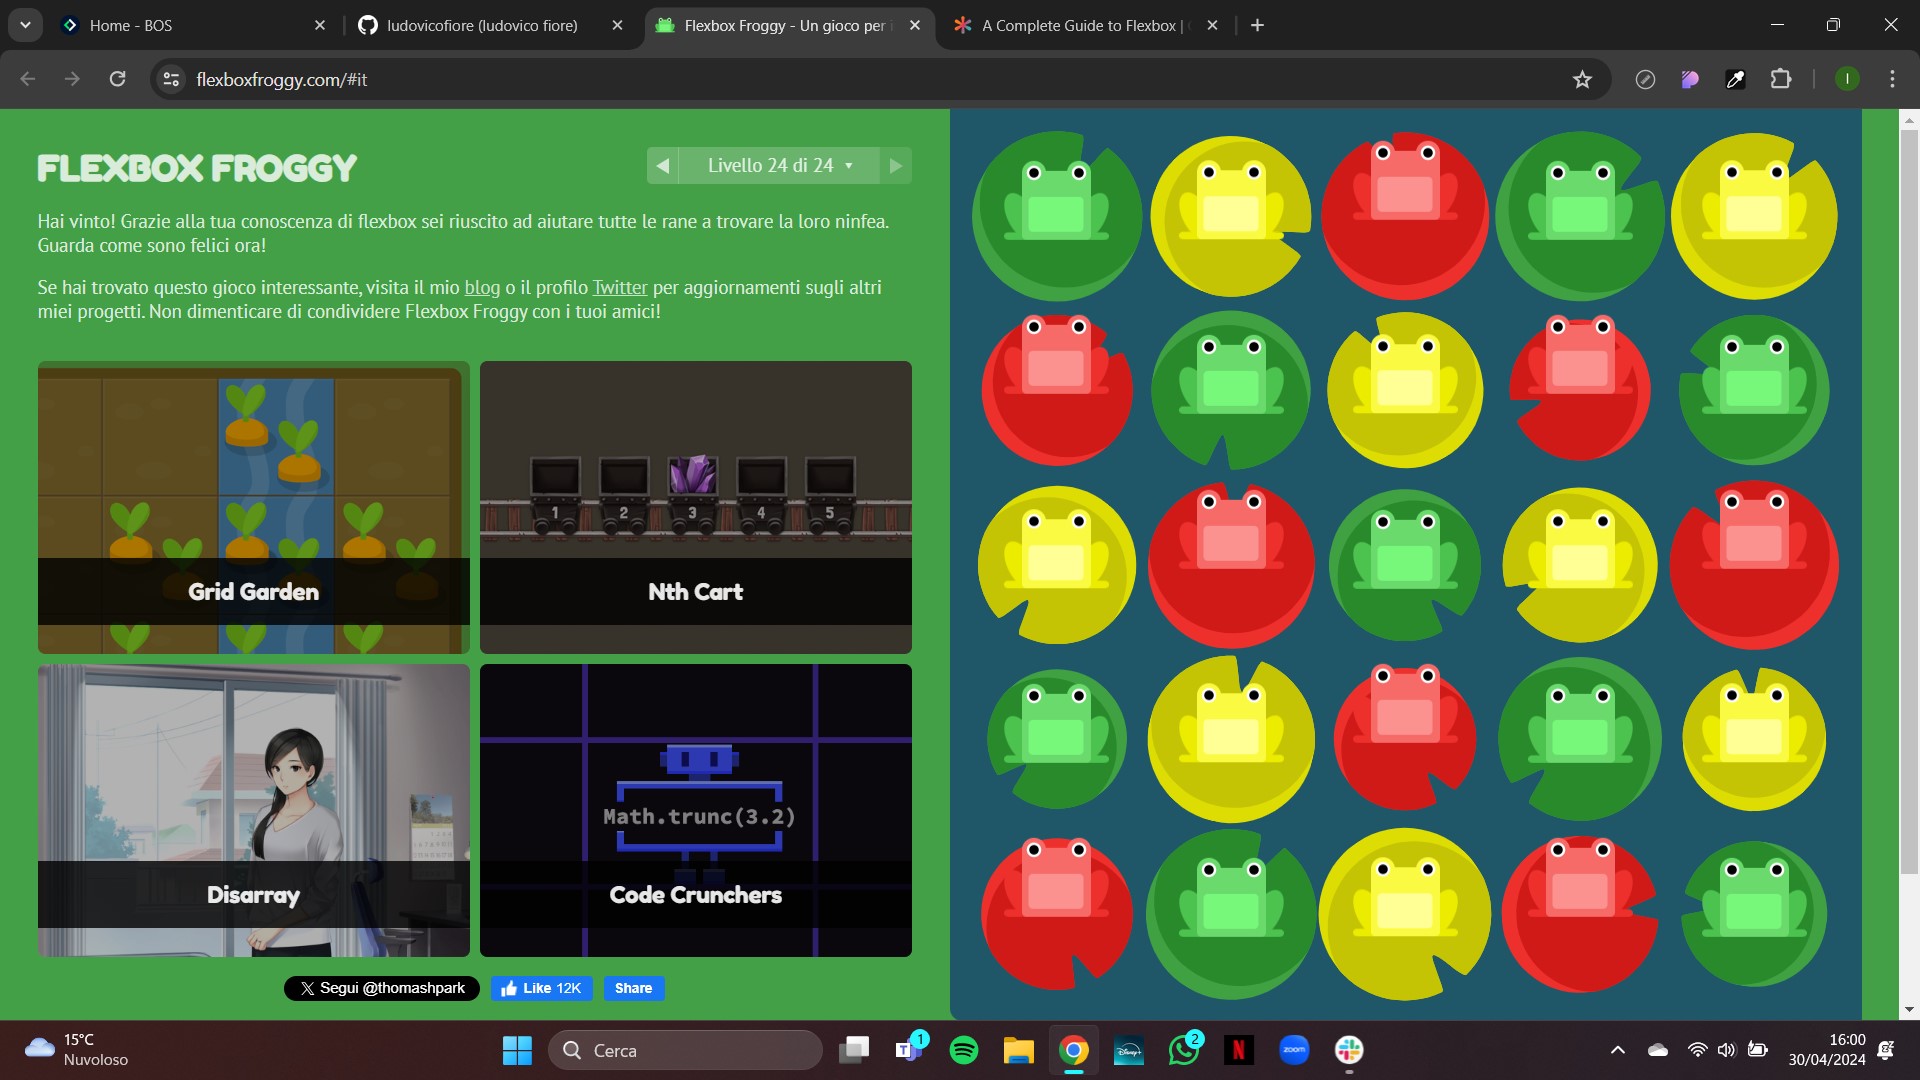 Home - BOS
ludovicofiore (ludovico fiore)
Flexbox Froggy - Un gioco per i
A Complete Guide to Flexbox |
flexboxfroggy.com/#it
I
FLEXBOX FROGGY
Livello 24 di 24
Hai vinto! Grazie alla tua conoscenza di flexbox sei riuscito ad aiutare tutte le rane a trovare la loro ninfea.
Guarda come sono felici ora!
Se hai trovato questo gioco interessante, visita il mio blog o il profilo Twitter per aggiornamenti sugli altri
miei progetti. Non dimenticare di condividere Flexbox Froggy con i tuoi amici!
1 2 3 4 5
Grid Garden
Nth Cart
Math.trunc(3.2)
Disarray
Code Crunchers
Segui @thomashpark
Like 12K
Share
15°C
Nuvoloso
Cerca
T
1
Disney+
2
N
zoom
16:00
30/04/2024